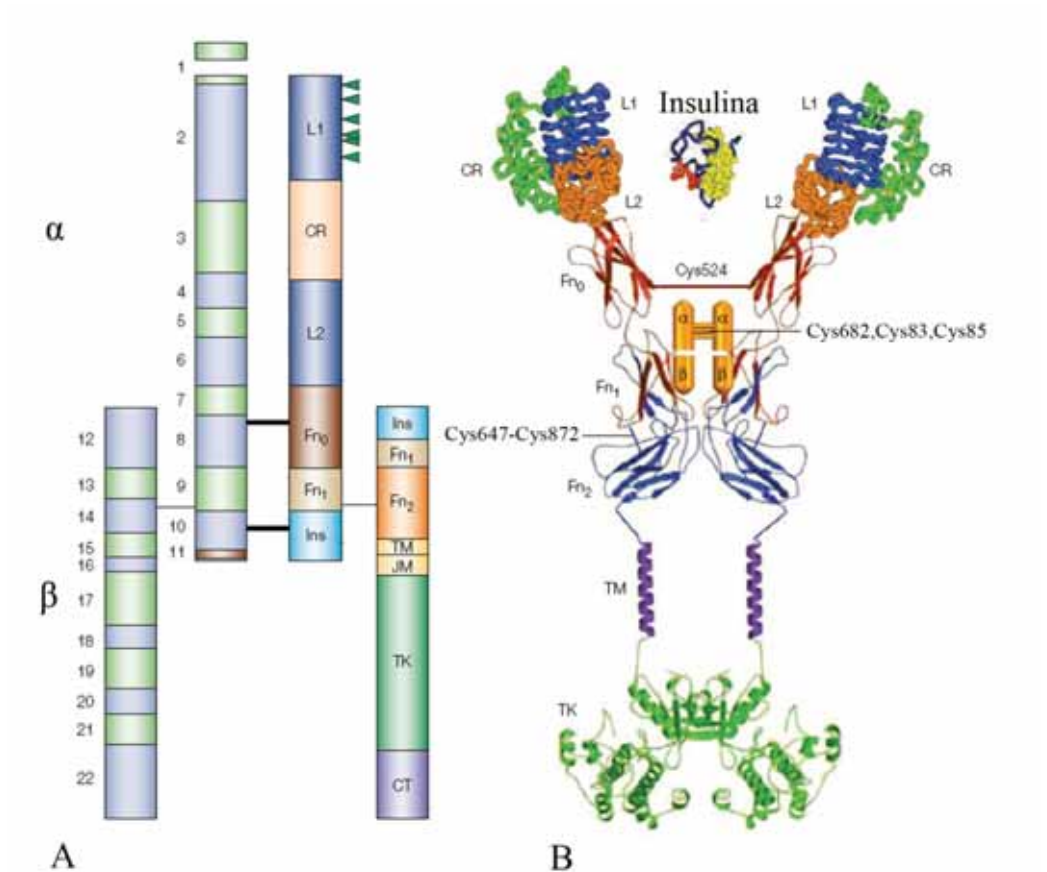 α
β
1
2
3
4
5
6
7
8
9
10
11
12
13
14
15
16
17
18
19
20
21
22
L1
CR
L2
Fn0
Fn1
Ins
Ins
Fn1
Fn2
TM
JM
TK
CT
A
Insulina
L1
L1
CR
CR
L2
L2
Fn0
Cys524
α α
β β
Cys682,Cys83,Cys85
Fn1
Cys647-Cys872
Fn2
TM
TK
B